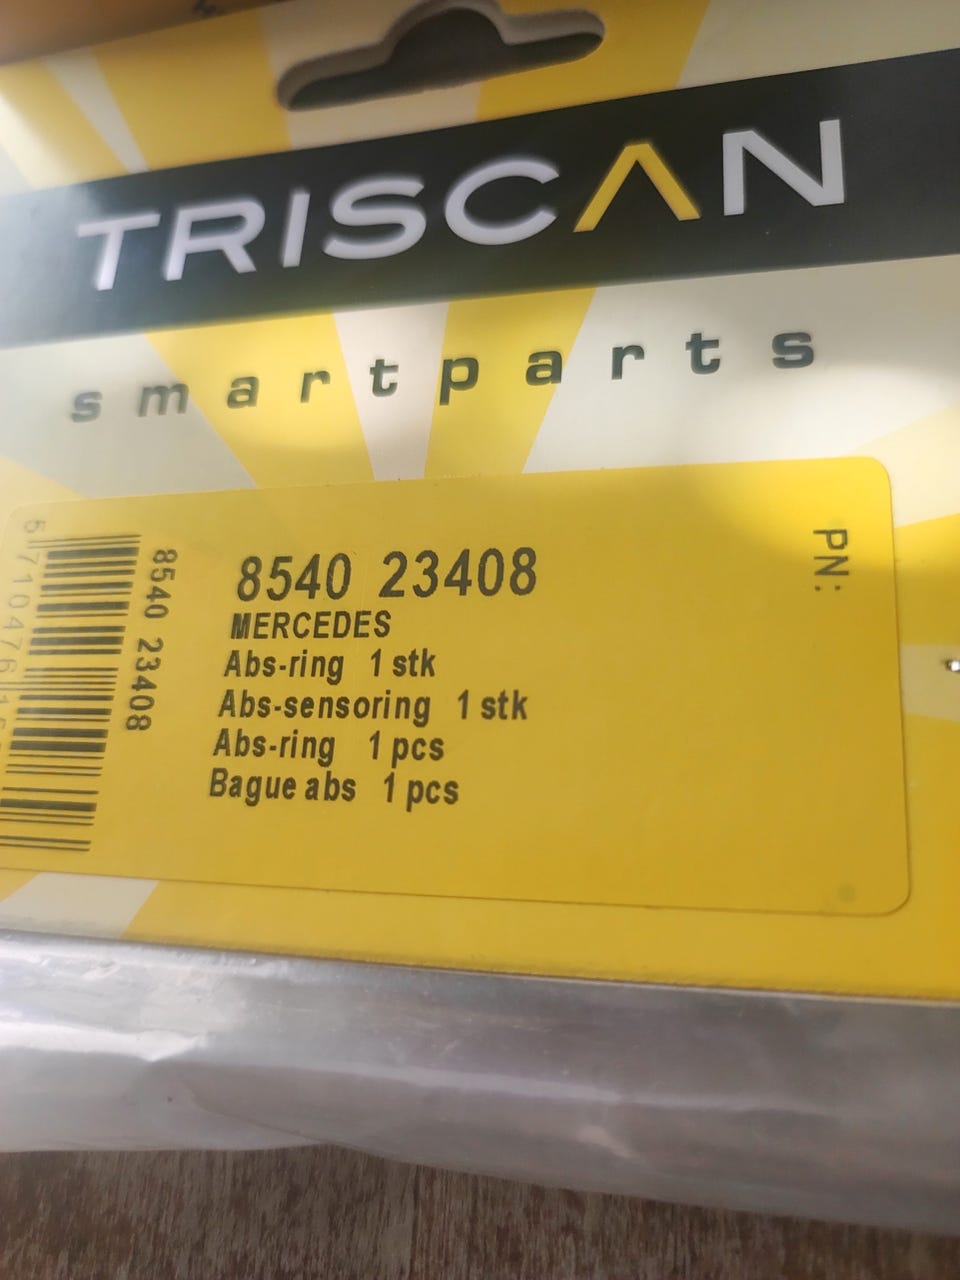 TRISCAN
smartparts
8540 23408
MERCEDES
Abs-ring 1 stk
Abs-sensoring 1 stk
Abs-ring 1 pcs
Bague abs 1 pcs
PN:
8540 23408